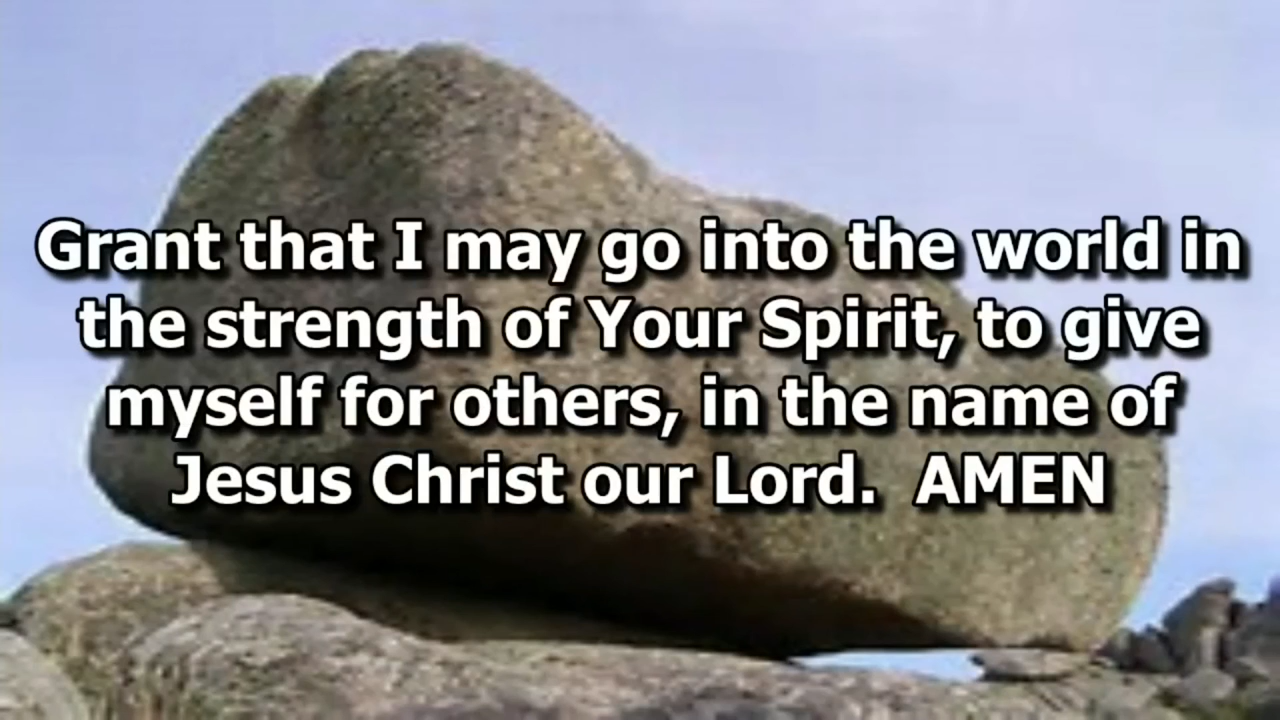 Grant that I may go into the world in
the strength of Your Spirit, to give
myself for others, in the name of
Jesus Christ our Lord.  AMEN